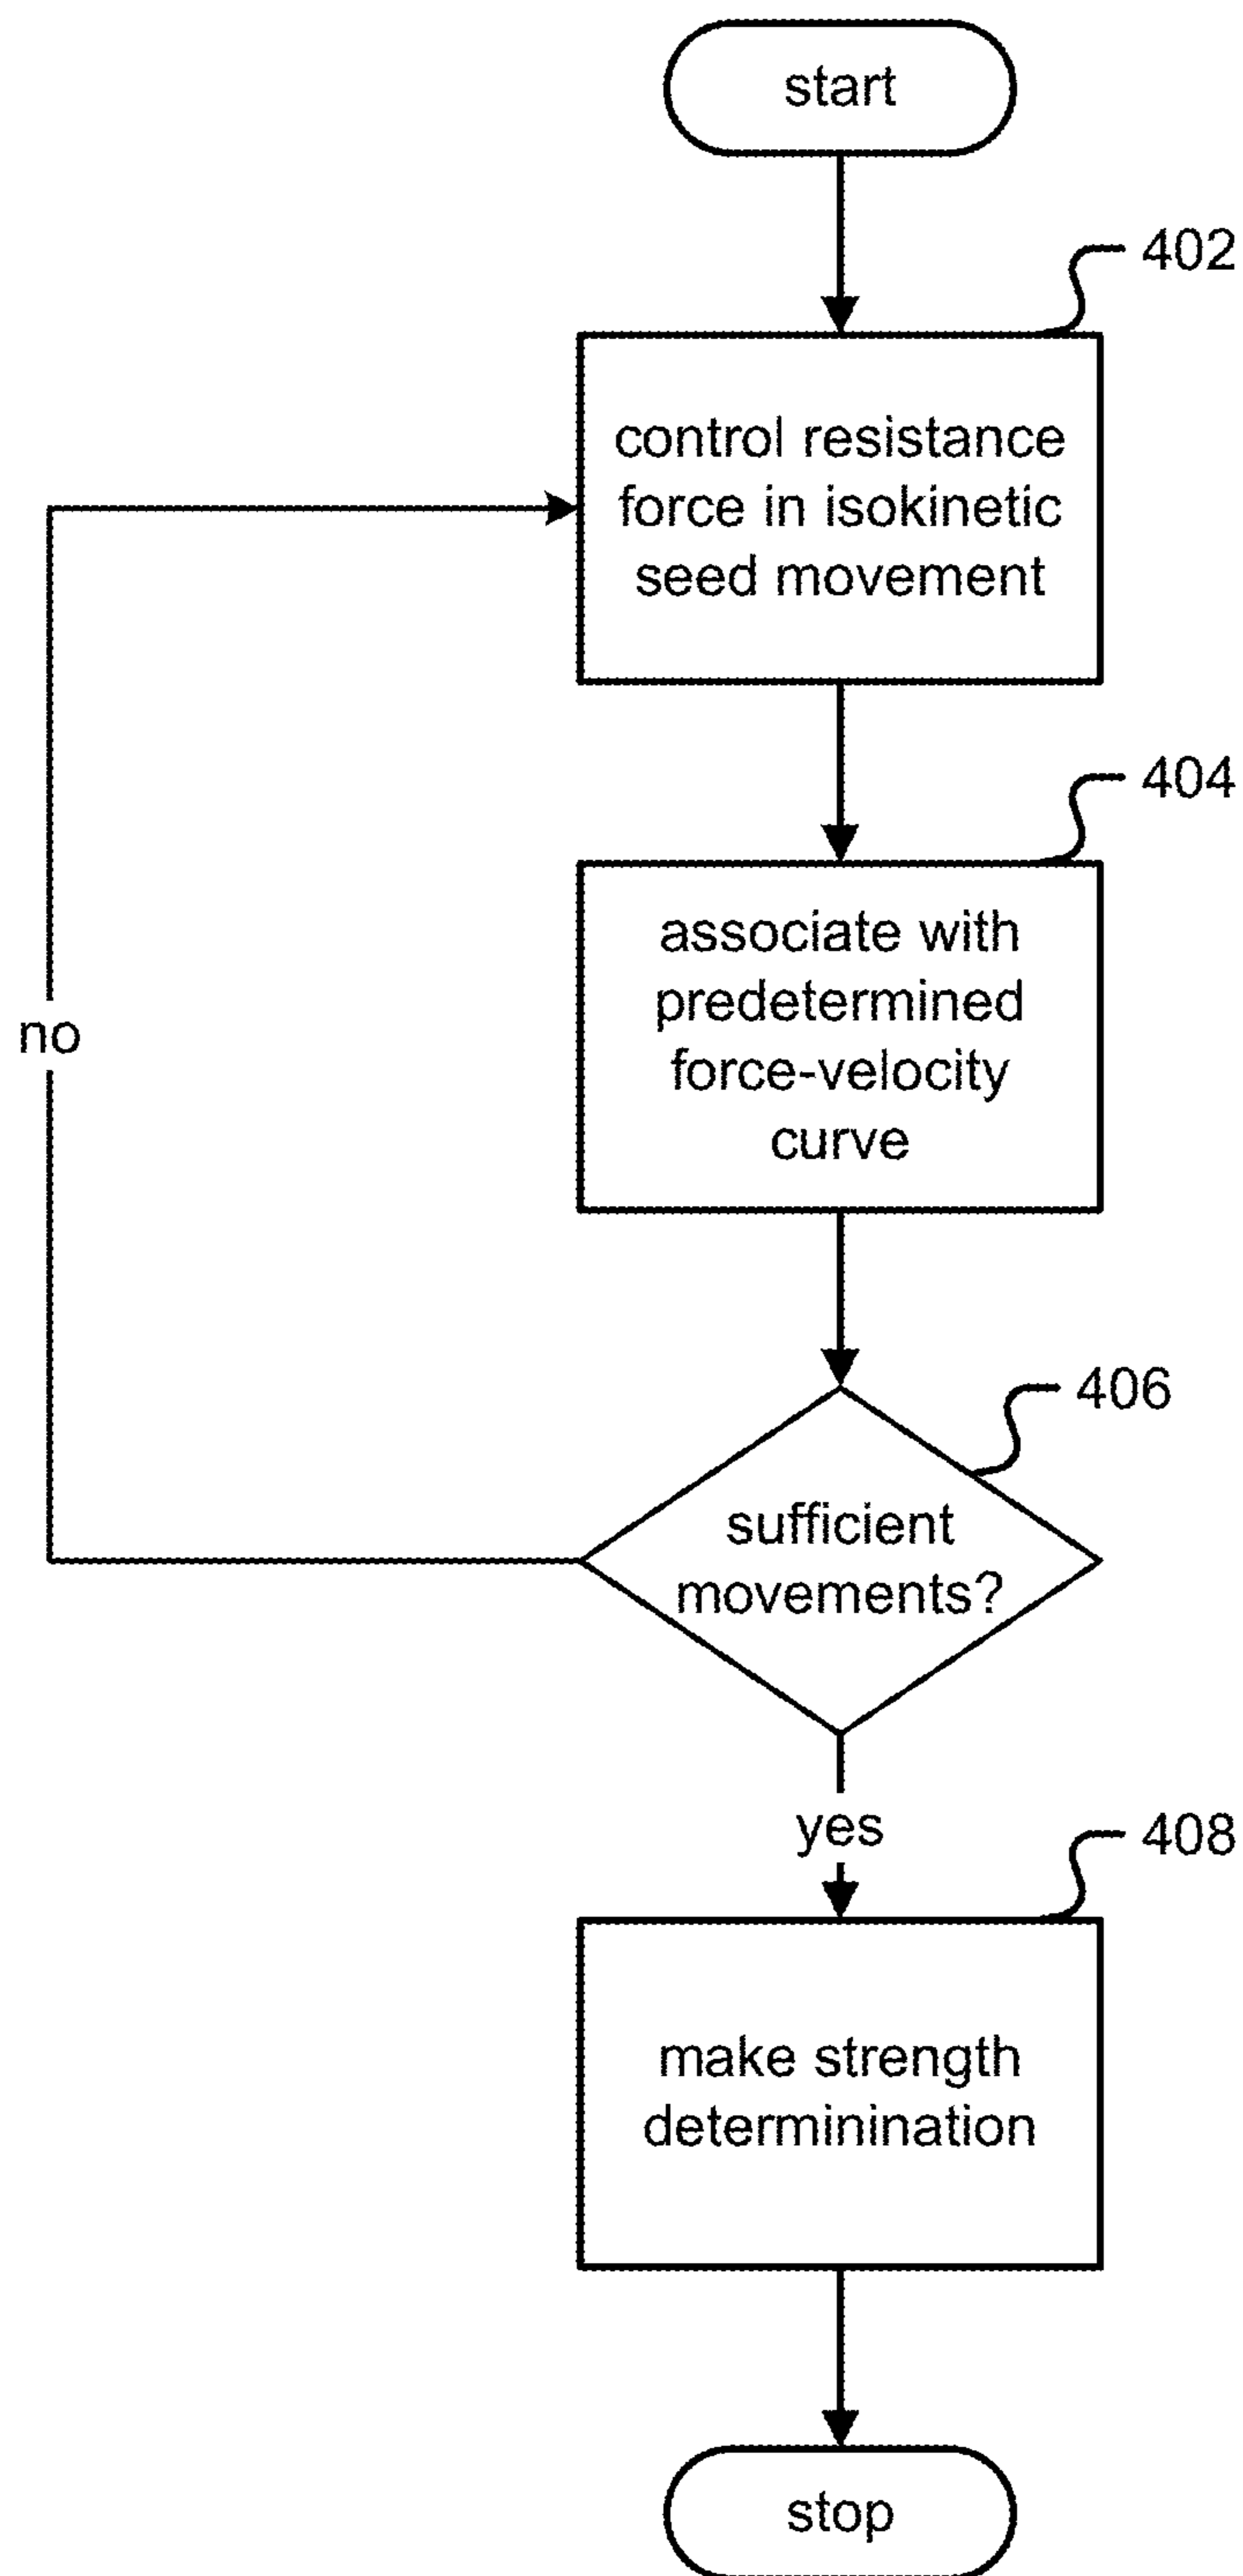 start
402
control resistance
force in isokinetic
seed movement
404
associate with
predetermined
force-velocity
curve
no
406
sufficient
movements?
yes
408
make strength
determinination
stop